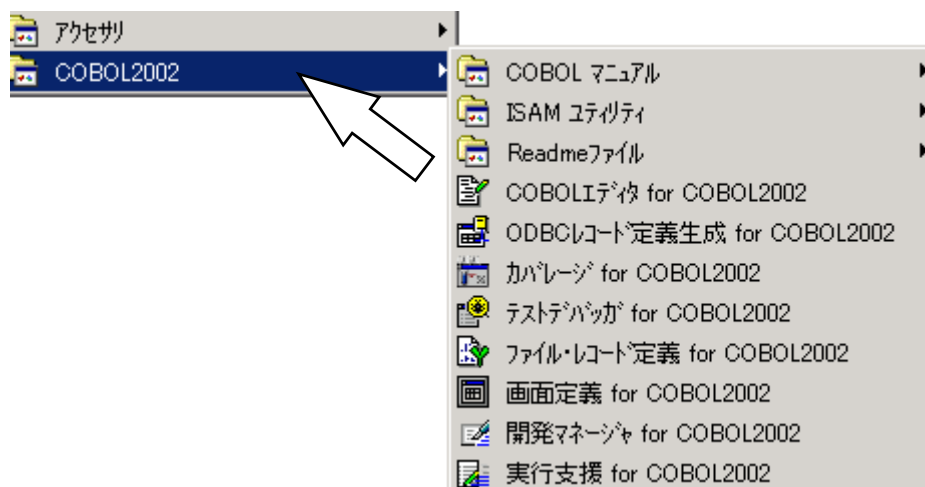 アクセサリ
COBOL2002
COBOL マニュアル
ISAM ユティリティ
Readmeファイル
COBOLエディタ for COBOL2002
ODBCレコード定義生成 for COBOL2002
カバレージ for COBOL2002
テストデバッガ for COBOL2002
ファイル・レコード定義 for COBOL2002
画面定義 for COBOL2002
開発マネージャ for COBOL2002
実行支援 for COBOL2002